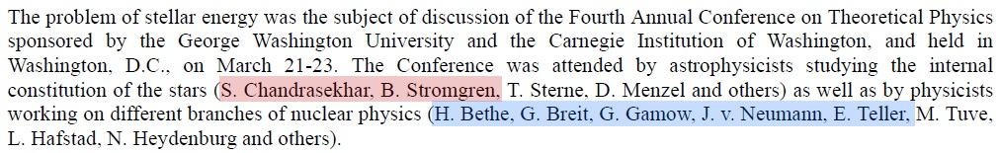 The problem of stellar energy was the subject of discussion of the Fourth Annual Conference on Theoretical Physics
sponsored by the George Washington University and the Carnegie Institution of Washington, and held in
Washington, D.C., on March 21-23. The Conference was attended by astrophysicists studying the internal
constitution of the stars (S. Chandrasekhar, B. Stromgren, T. Sterne, D. Menzel and others) as well as by physicists
working on different branches of nuclear physics (H. Bethe, G. Breit, G. Gamow, J. v. Neumann, E. Teller, M. Tuve,
L. Hafstad, N. Heydenburg and others).